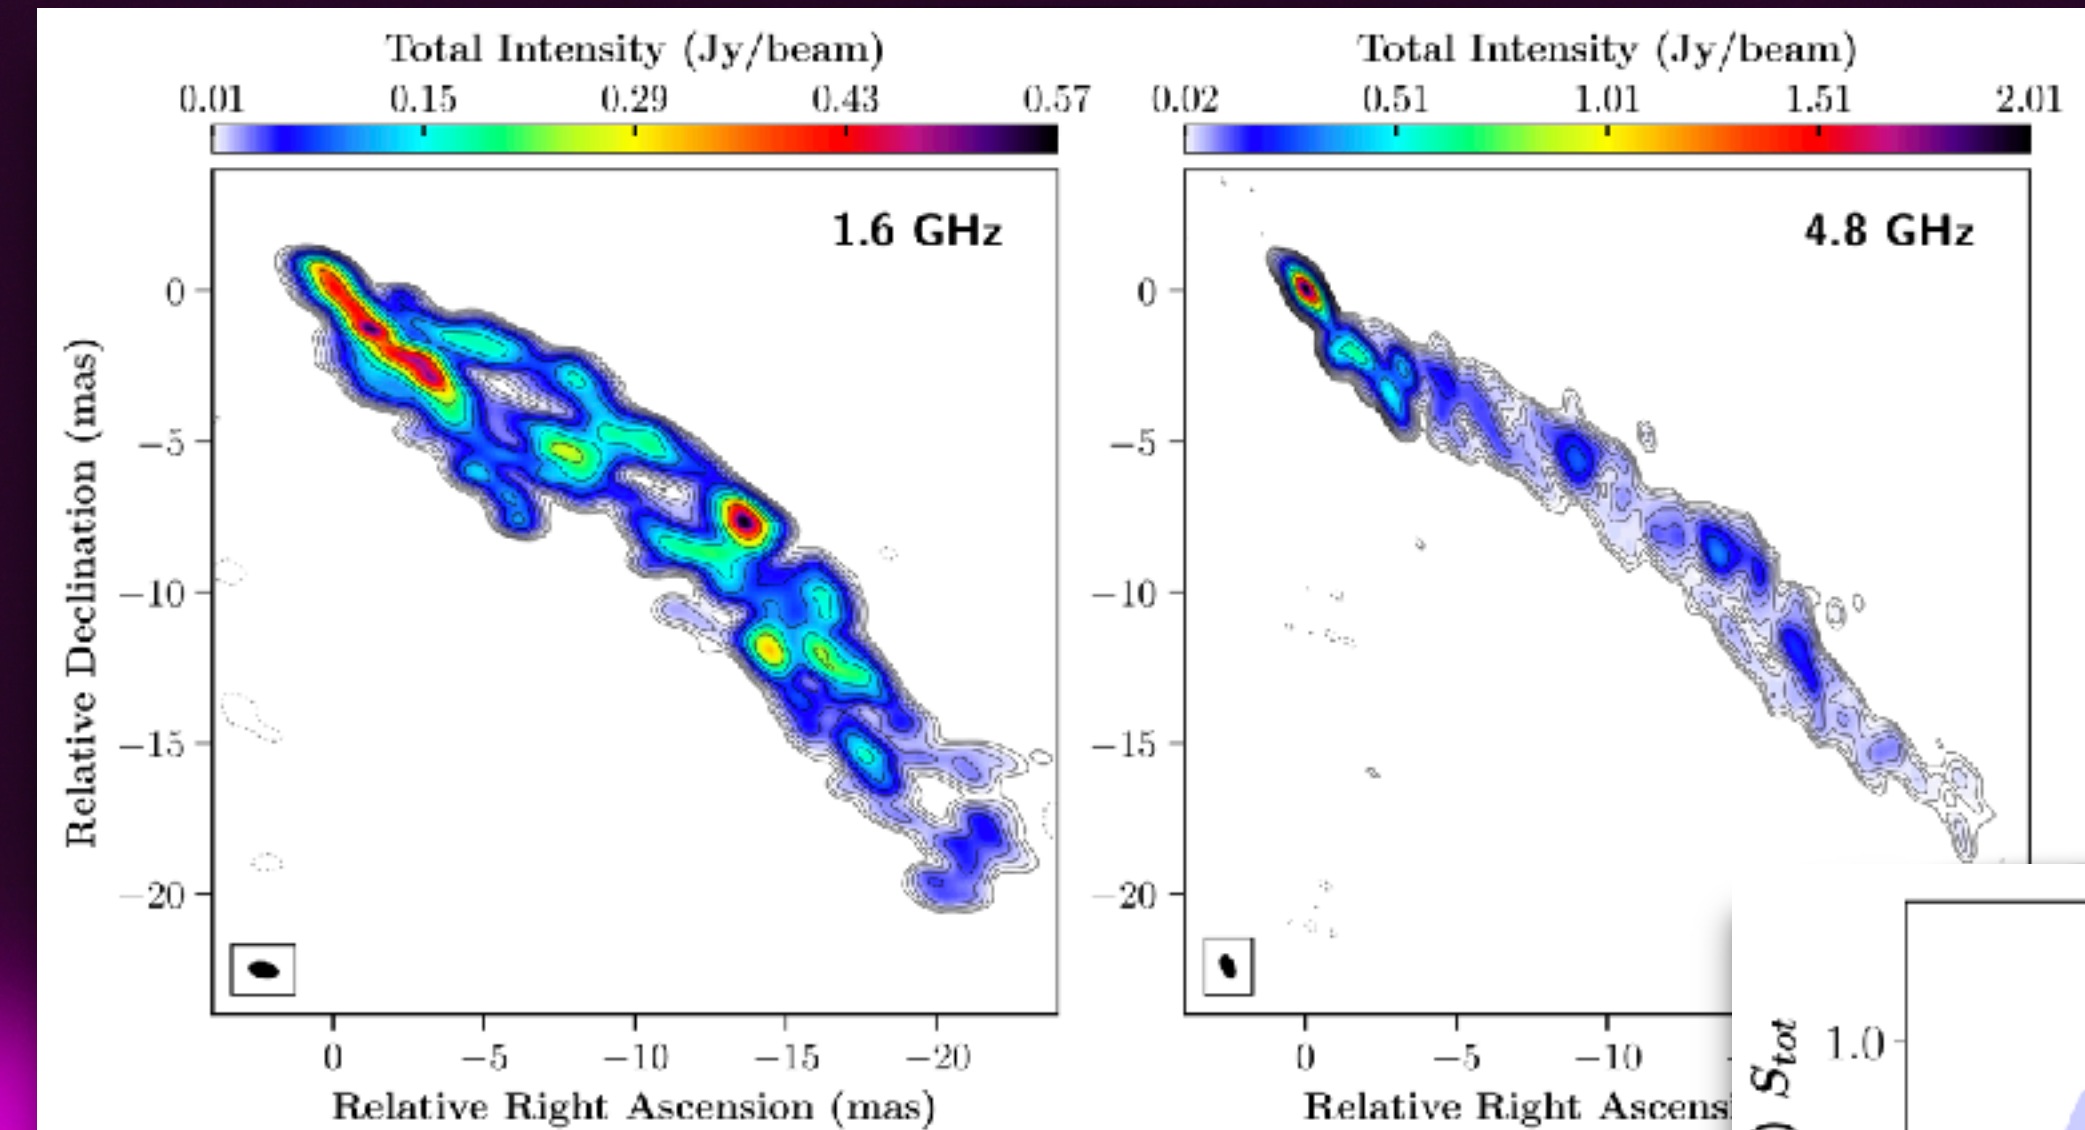 Total Intensity (Jy/beam)
0.01 0.15 0.29 0.43 0.57
1.6 GHz
0
−5
−10
−15
−20
Relative Declination (mas)
0 −5 −10 −15 −20
Relative Right Ascension (mas)
Total Intensity (Jy/beam)
0.02 0.51 1.01 1.51 2.01
4.8 GHz
0
−5
−10
−15
−20
0 −5 −10
Relative Right Ascensi
1.0
) Stot